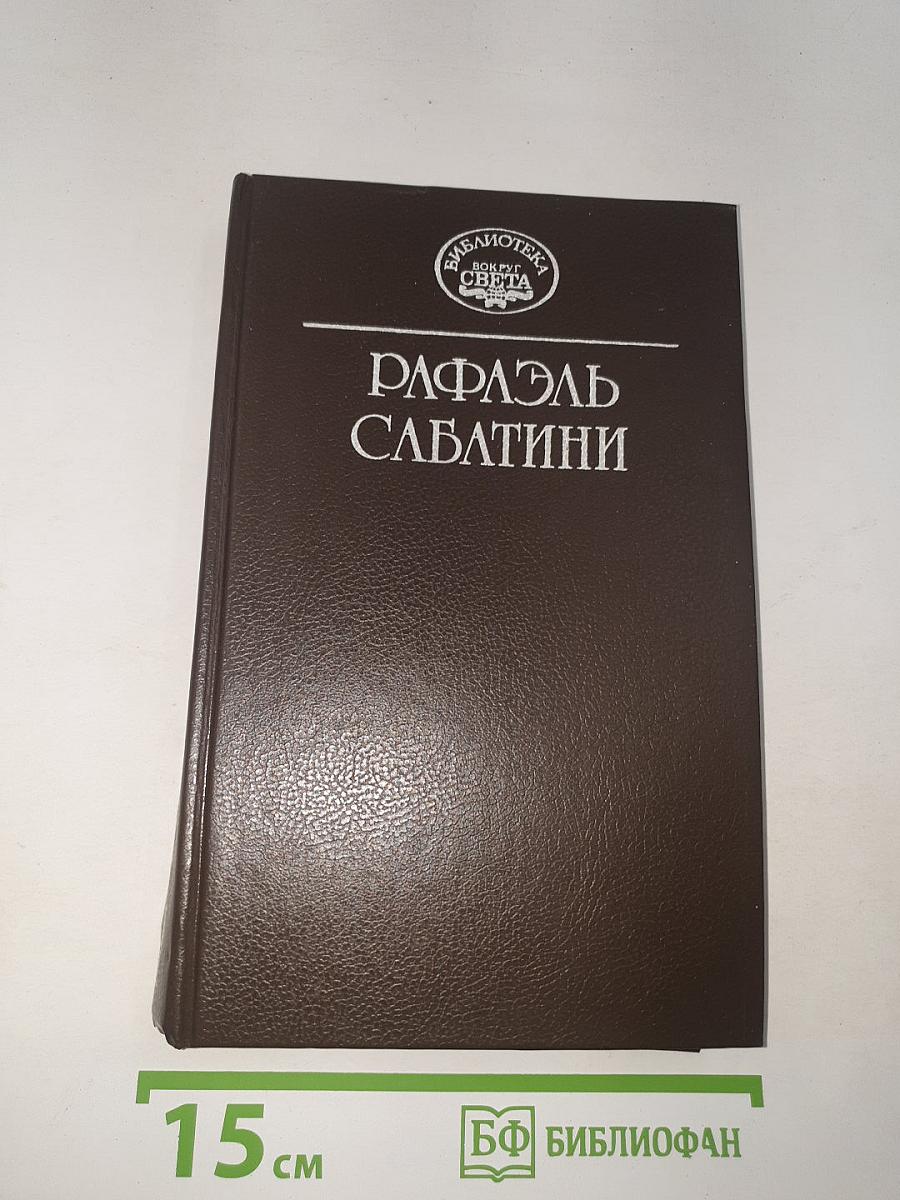 БИБЛИОТЕКА
ВОКРУГ
СВЕТА
РАФАЭЛЬ
САБАТИНИ
15 см
БФ БИБЛИОФАН